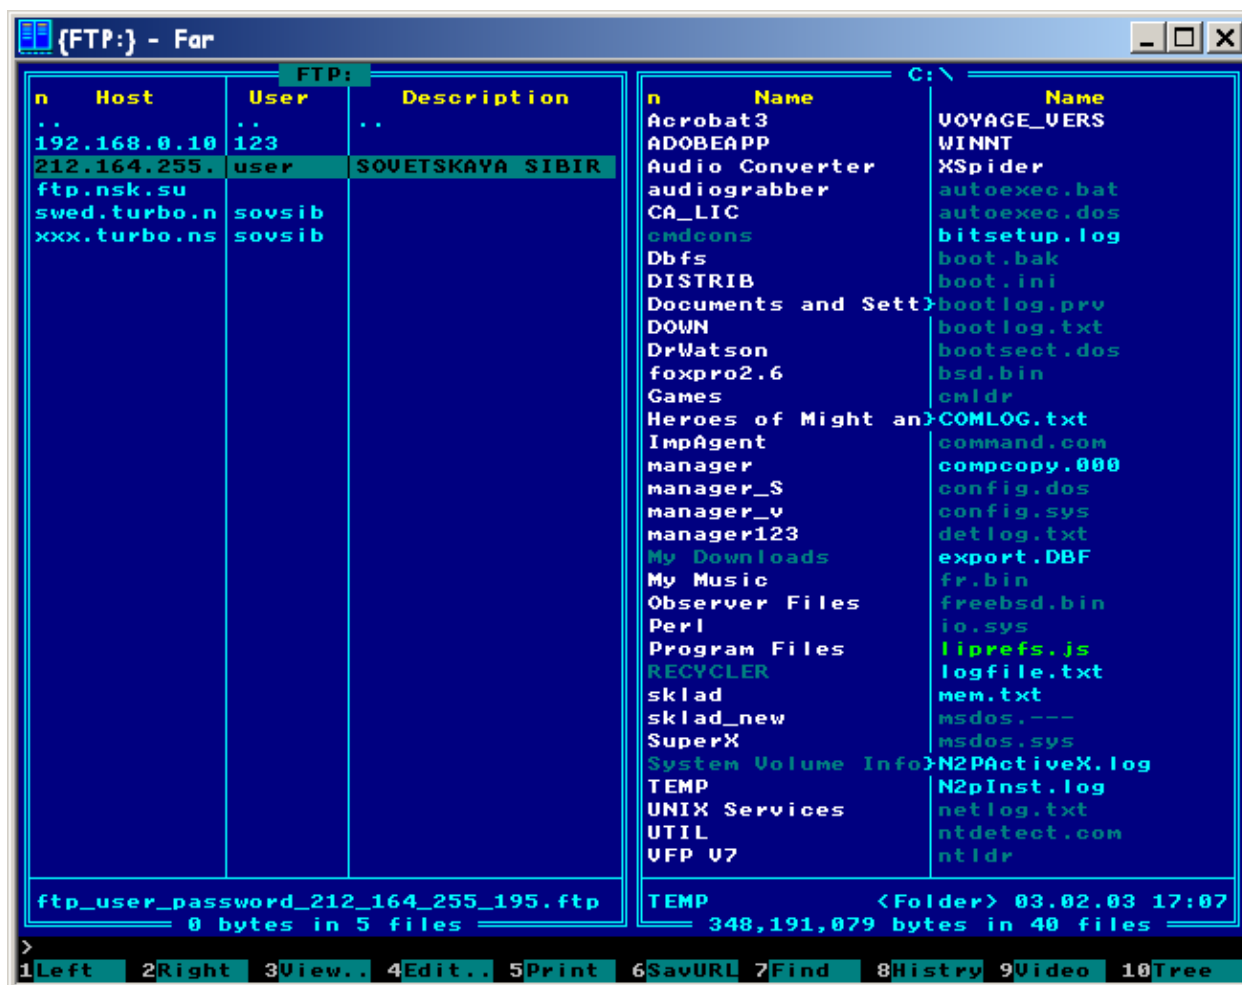 {FTP:} - Far
FTP:
n Host User Description
.. .. ..
192.168.0.10 123
212.164.255. user SOVETSKAYA SIBIR
ftp.nsk.su
swed.turbo.n sovsib
xxx.turbo.ns sovsib
ftp_user_password_212_164_255_195.ftp
0 bytes in 5 files
C:\
n Name Name
Acrobat3 VOYAGE_VERS
ADOBEAPP WINNT
Audio Converter XSpider
audiograbber autoexec.bat
CA_LIC autoexec.dos
cmdcons bitsetup.log
Dbfs boot.bak
DISTRIB boot.ini
Documents and Sett}bootlog.prv
DOWN bootlog.txt
DrWatson bootsect.dos
foxpro2.6 bsd.bin
Games cmldr
Heroes of Might an}COMLOG.txt
ImpAgent command.com
manager compcopy.000
manager_S config.dos
manager_v config.sys
manager123 detlog.txt
My Downloads export.DBF
My Music fr.bin
Observer Files freebsd.bin
Perl io.sys
Program Files liprefs.js
RECYCLER logfile.txt
sklad mem.txt
sklad_new msdos.---
SuperX msdos.sys
System Volume Info}N2PActiveX.log
TEMP N2pInst.log
UNIX Services netlog.txt
UTIL ntdetect.com
VFP V7 ntldr
TEMP <Folder> 03.02.03 17:07
348,191,079 bytes in 40 files
>
1Left 2Right 3View.. 4Edit.. 5Print 6SavURL 7Find 8Histry 9Video 10Tree